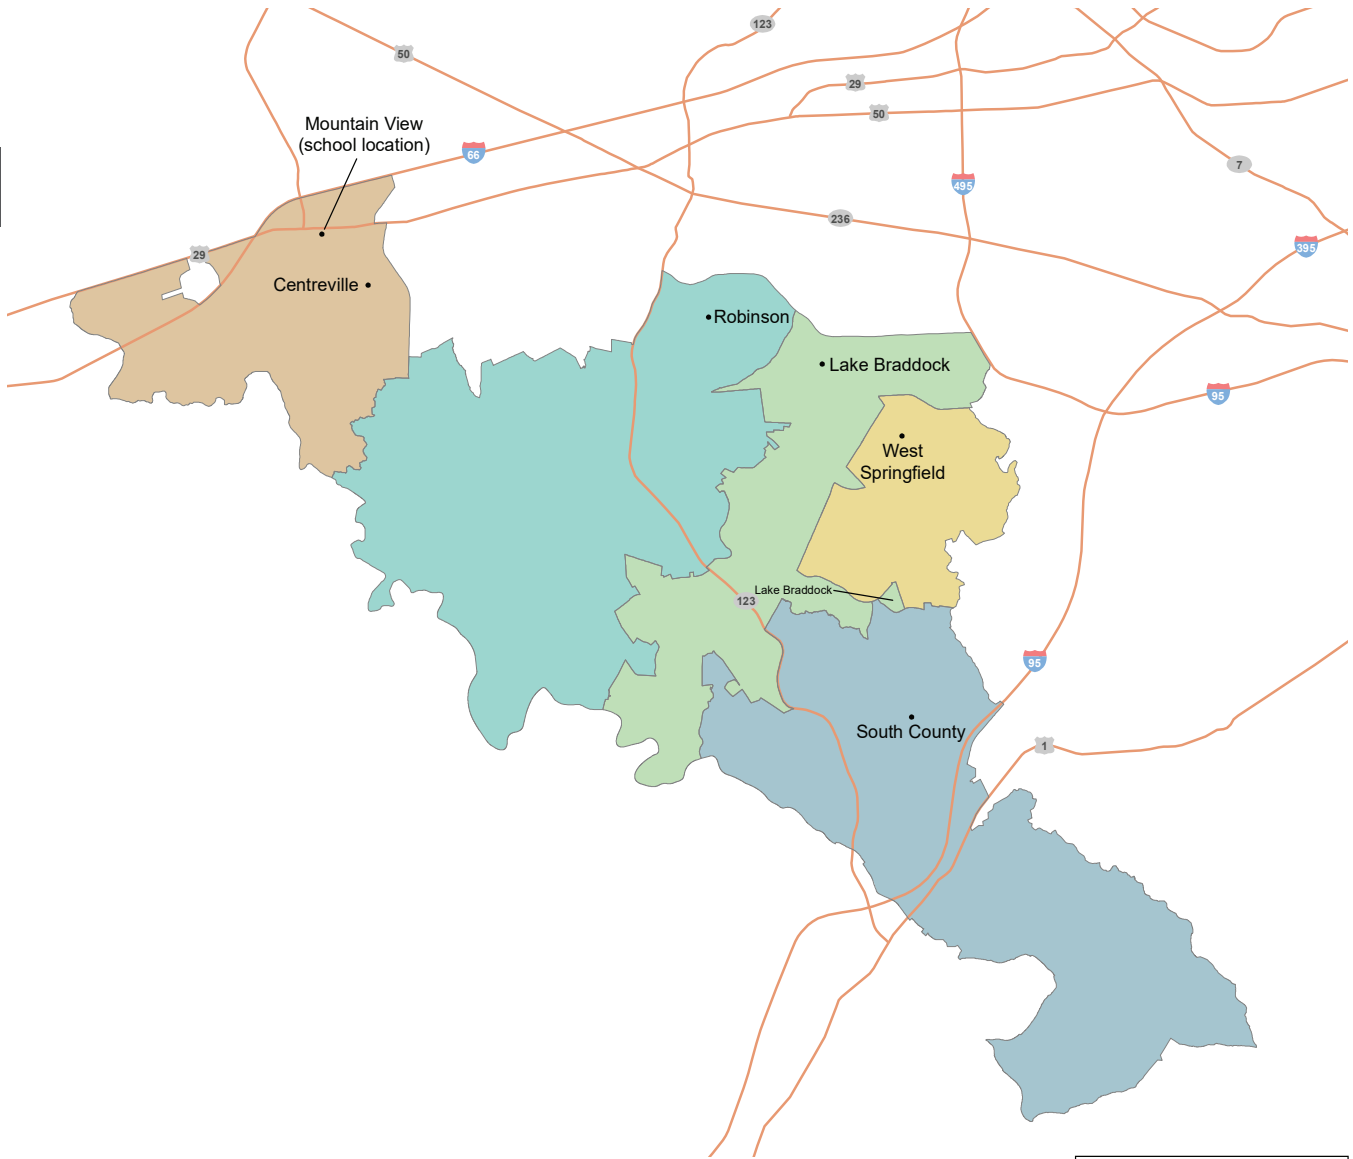 123
50
29
50
Mountain View
(school location)
66
7
495
236
395
29
Centreville
Robinson
Lake Braddock
95
West
Springfield
Lake Braddock
123
95
South County
1